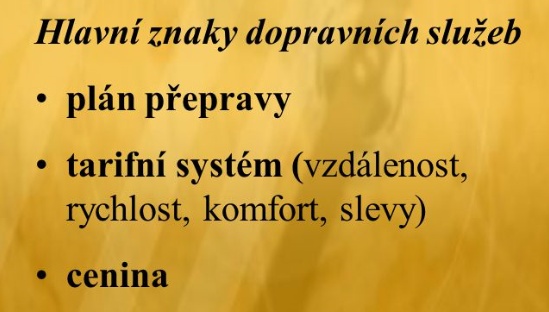 Hlavní znaky dopravních služeb
• plán přepravy
• tarifní systém (vzdálenost,
rychlost, komfort, slevy)
• cenina